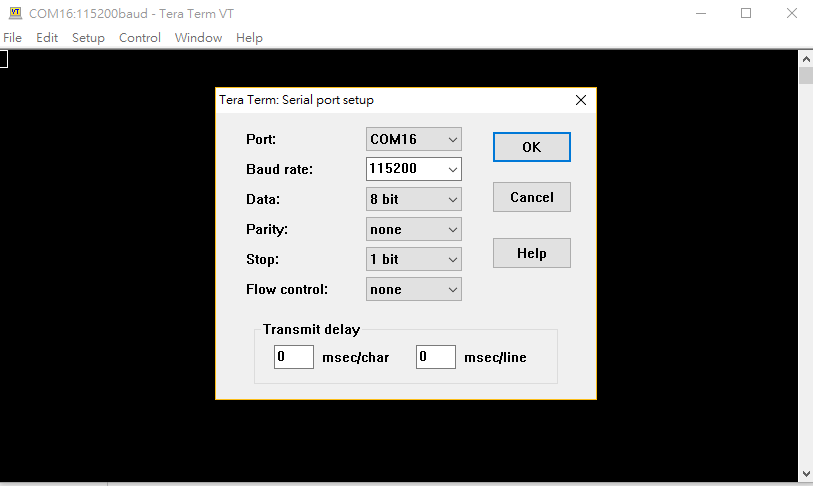 VT COM16:115200baud - Tera Term VT
File Edit Setup Control Window Help
Tera Term: Serial port setup
Port: COM16 OK
Baud rate: 115200
Data: 8 bit Cancel
Parity: none
Stop: 1 bit Help
Flow control: none
Transmit delay
0 msec/char 0 msec/line